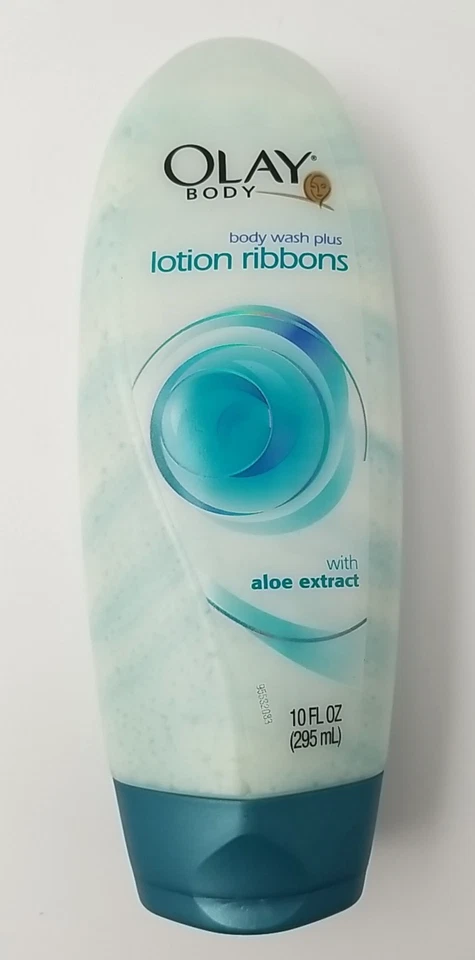 OLAY®
BODY
body wash plus
lotion ribbons
with
aloe extract
10 FL OZ
(295 mL)